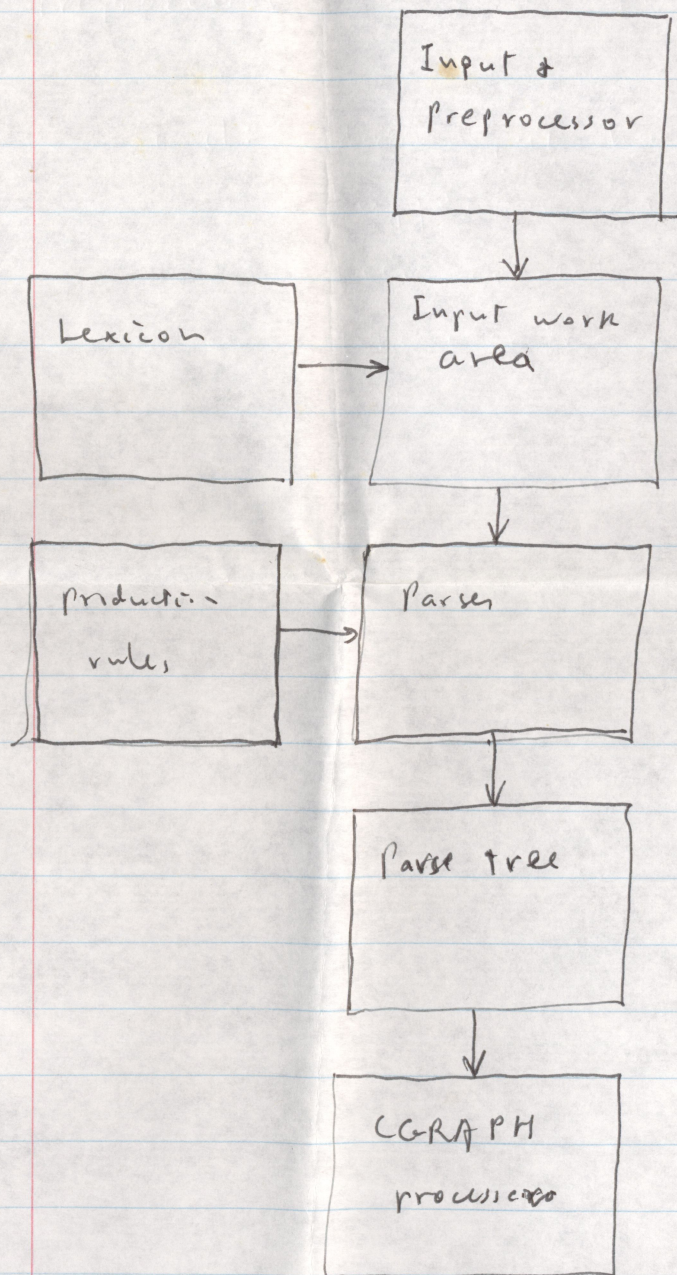 Input &
preprocessor
Lexicon
Input work
area
production
rules
Parser
Parse tree
CGRAPH